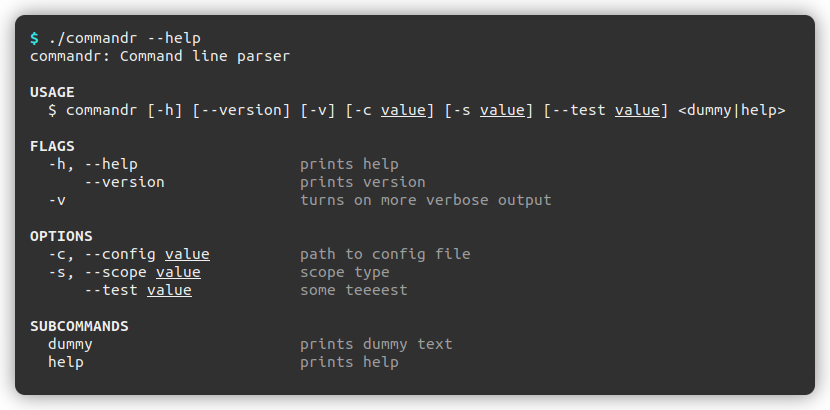 $ ./commandr --help
commandr: Command line parser
USAGE
$ commandr [-h] [--version] [-v] [-c value] [-s value] [--test value] <dummy|help>
FLAGS
-h, --help prints help
--version prints version
-v turns on more verbose output
OPTIONS
-c, --config value path to config file
-s, --scope value scope type
--test value some teeeest
SUBCOMMANDS
dummy prints dummy text
help prints help